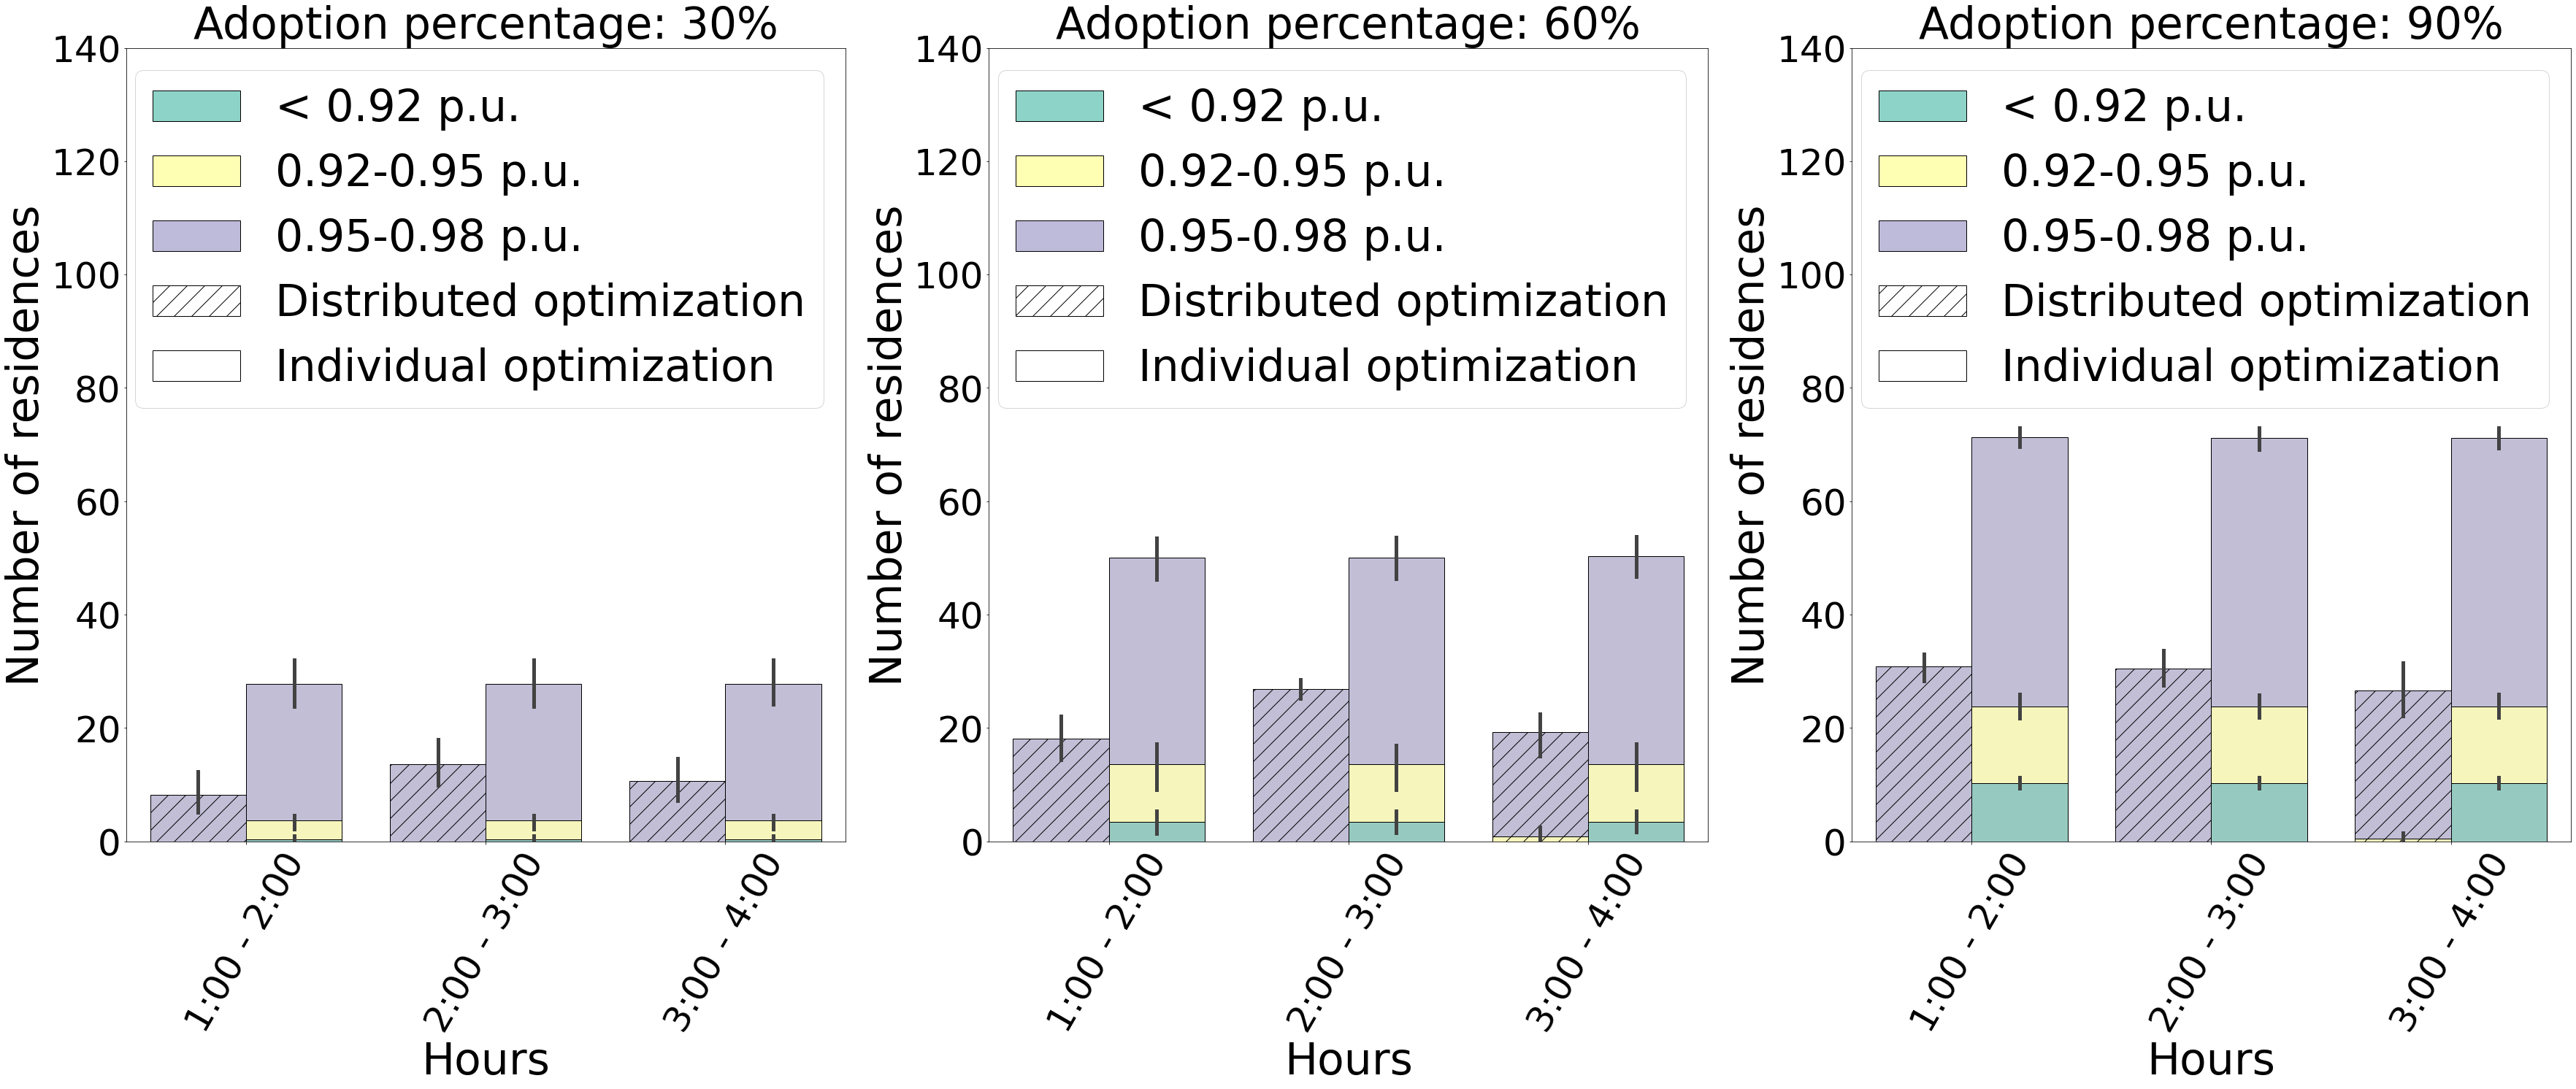 Adoption percentage: 30%
140
120
100
80
60
40
20
0
Number of residences
< 0.92 p.u.
0.92-0.95 p.u.
0.95-0.98 p.u.
Distributed optimization
Individual optimization
1:00 - 2:00
2:00 - 3:00
3:00 - 4:00
Hours
Adoption percentage: 60%
140
120
100
80
60
40
20
0
Number of residences
< 0.92 p.u.
0.92-0.95 p.u.
0.95-0.98 p.u.
Distributed optimization
Individual optimization
1:00 - 2:00
2:00 - 3:00
3:00 - 4:00
Hours
Adoption percentage: 90%
140
120
100
80
60
40
20
0
Number of residences
< 0.92 p.u.
0.92-0.95 p.u.
0.95-0.98 p.u.
Distributed optimization
Individual optimization
1:00 - 2:00
2:00 - 3:00
3:00 - 4:00
Hours